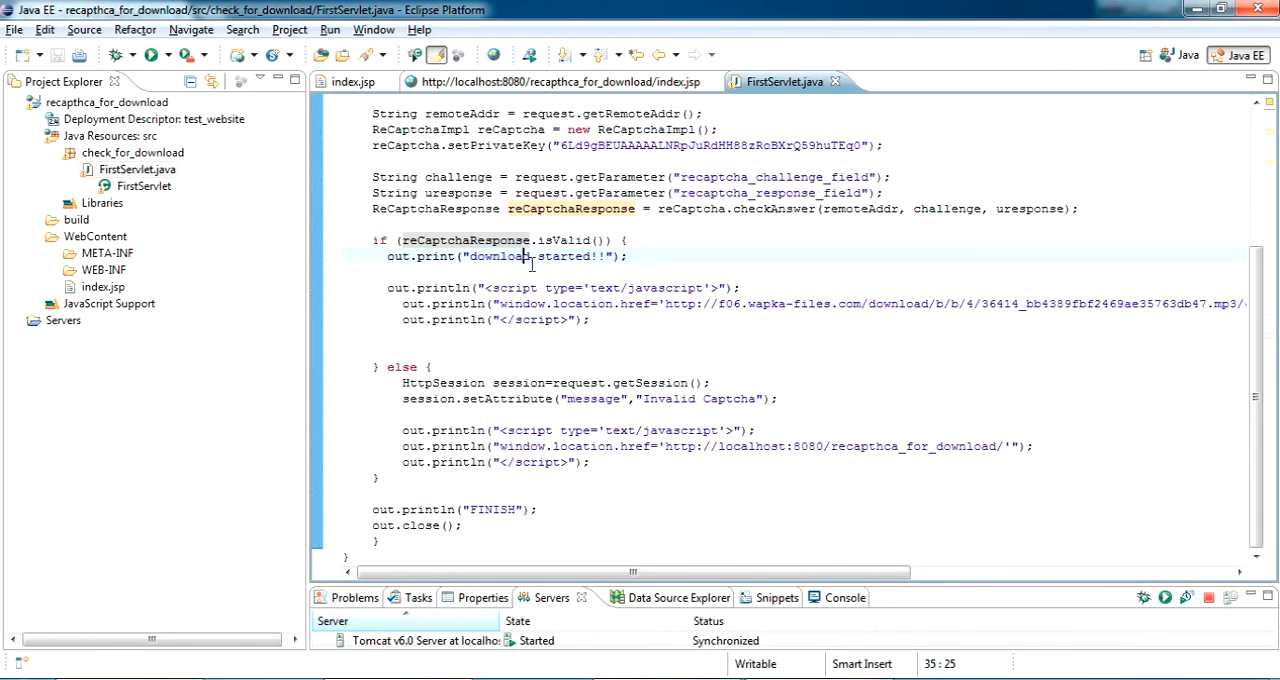 Java EE - recapthca_for_download/src/check_for_download/FirstServlet.java - Eclipse Platform
File Edit Source Refactor Navigate Search Project Run Window Help
Java Java EE
Project Explorer
recapthca_for_download
Deployment Descriptor: test_website
Java Resources: src
check_for_download
FirstServlet.java
FirstServlet
Libraries
build
WebContent
META-INF
WEB-INF
index.jsp
JavaScript Support
Servers
index.jsp http://localhost:8080/recapthca_for_download/index.jsp FirstServlet.java
String remoteAddr = request.getRemoteAddr();
ReCaptchaImpl reCaptcha = new ReCaptchaImpl();
reCaptcha.setPrivateKey("6Ld9gBEUAAAAALNRpJuRdHH88zRoBXrQ59huTEq0");
String challenge = request.getParameter("recaptcha_challenge_field");
String uresponse = request.getParameter("recaptcha_response_field");
ReCaptchaResponse reCaptchaResponse = reCaptcha.checkAnswer(remoteAddr, challenge, uresponse);
if (reCaptchaResponse.isValid()) {
out.print("download started!!");
out.println("<script type='text/javascript'>");
out.println("window.location.href='http://f06.wapka-files.com/download/b/b/4/36414_bb4389fbf2469ae35763db47.mp3/
out.println("</script>");
} else {
HttpSession session=request.getSession();
session.setAttribute("message","Invalid Captcha");
out.println("<script type='text/javascript'>");
out.println("window.location.href='http://localhost:8080/recapthca_for_download/'");
out.println("</script>");
}
out.println("FINISH");
out.close();
}
}
Problems Tasks Properties Servers Data Source Explorer Snippets Console
Server State Status
Tomcat v6.0 Server at localho: Started Synchronized
Writable Smart Insert 35 : 25